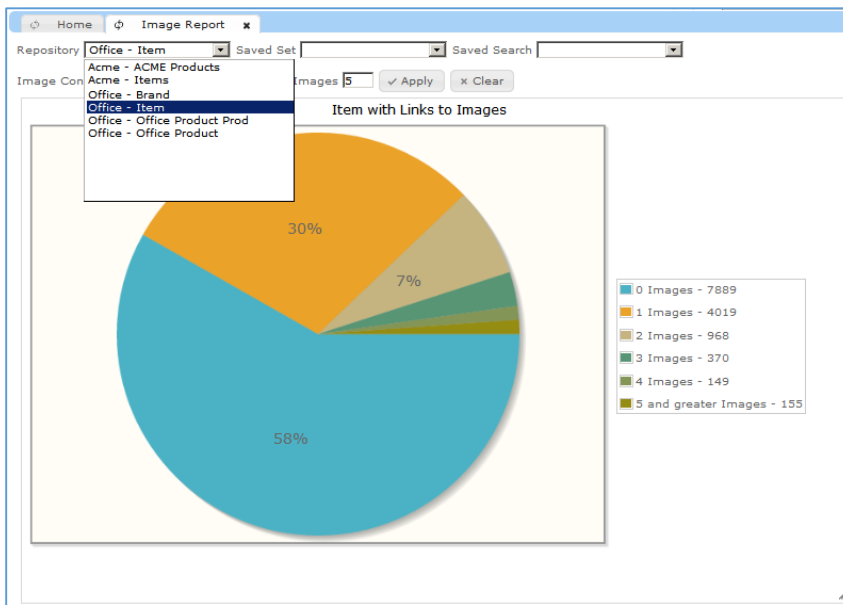 Home Image Report x
Repository Office - Item Saved Set Saved Search
Acme - ACME Products
Image Con Acme - Items Images 5 Apply x Clear
Office - Brand
Office - Item
Office - Office Product Prod
Office - Office Product
Item with Links to Images
30%
7%
58%
0 Images - 7889
1 Images - 4019
2 Images - 968
3 Images - 370
4 Images - 149
5 and greater Images - 155